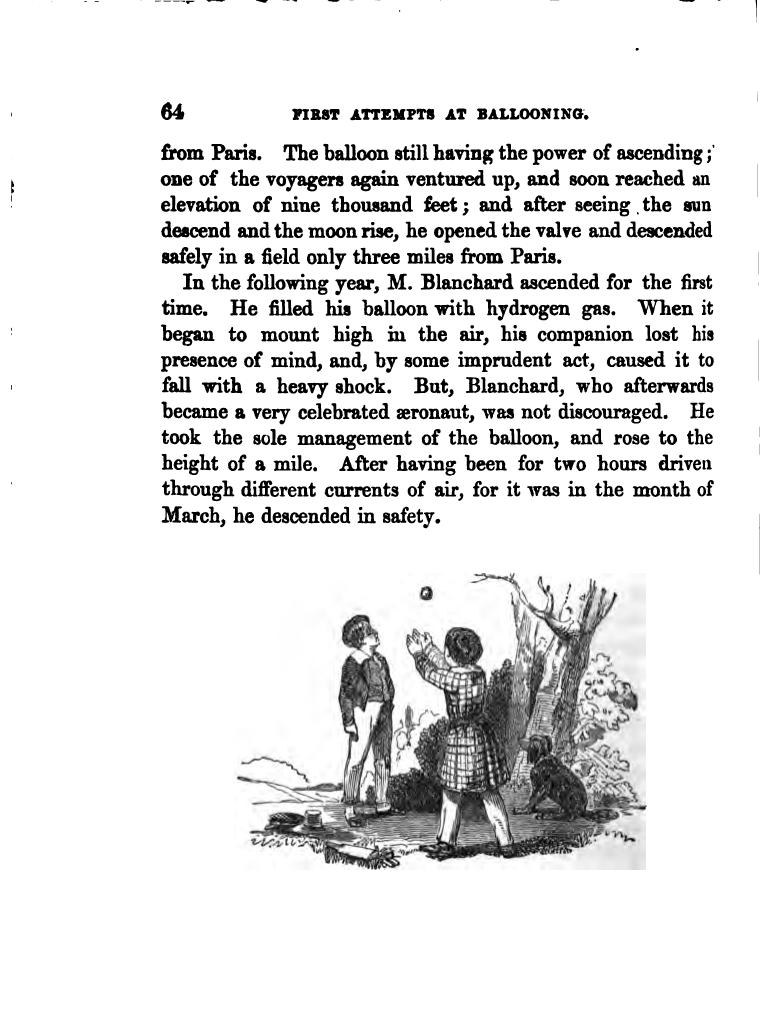 64 FIRST ATTEMPTS AT BALLOONING.
from Paris. The balloon still having the power of ascending;
one of the voyagers again ventured up, and soon reached an
elevation of nine thousand feet; and after seeing the sun
descend and the moon rise, he opened the valve and descended
safely in a field only three miles from Paris.
In the following year, M. Blanchard ascended for the first
time. He filled his balloon with hydrogen gas. When it
began to mount high in the air, his companion lost his
presence of mind, and, by some imprudent act, caused it to
fall with a heavy shock. But, Blanchard, who afterwards
became a very celebrated æronaut, was not discouraged. He
took the sole management of the balloon, and rose to the
height of a mile. After having been for two hours driven
through different currents of air, for it was in the month of
March, he descended in safety.